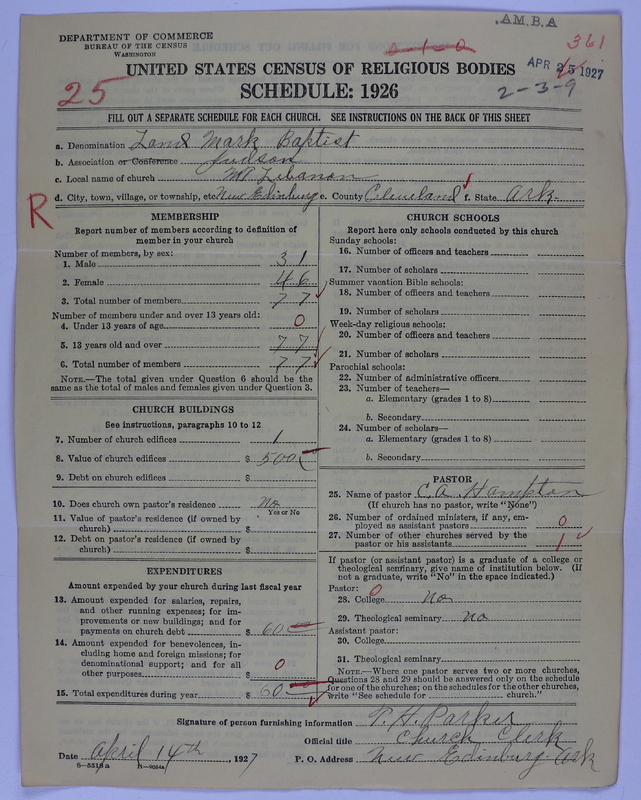 .A.M.B.A
DEPARTMENT OF COMMERCE
BUREAU OF THE CENSUS
WASHINGTON
0-1-0
361
APR 25 1927
25
UNITED STATES CENSUS OF RELIGIOUS BODIES
2-3-9
SCHEDULE: 1926
FILL OUT A SEPARATE SCHEDULE FOR EACH CHURCH. SEE INSTRUCTIONS ON THE BACK OF THIS SHEET
a. Denomination Land Mark Baptist
b. Association or Conference Judson
c. Local name of church Mt Lebanon
d. City, town, village, or township, etc. New Edinburg e. County Cleveland f. State Ark.
R
MEMBERSHIP
Report number of members according to definition of
member in your church
Number of members, by sex:
1. Male 31
2. Female 46
3. Total number of members 77
Number of members under and over 13 years old:
4. Under 13 years of age 0
5. 13 years old and over 77
6. Total number of members 77
NOTE.—The total given under Question 6 should be the
same as the total of males and females given under Question 3.
CHURCH BUILDINGS
See instructions, paragraphs 10 to 12
7. Number of church edifices 1
8. Value of church edifices $ 500
9. Debt on church edifices $
10. Does church own pastor's residence No
Yes or No
11. Value of pastor's residence (if owned by
church) $
12. Debt on pastor's residence (if owned by
church) $
EXPENDITURES
Amount expended by your church during last fiscal year
13. Amount expended for salaries, repairs,
and other running expenses; for im-
provements or new buildings; and for
payments on church debt $ 60
14. Amount expended for benevolences, in-
cluding home and foreign missions; for
denominational support; and for all
other purposes $ 0
15. Total expenditures during year $ 60
CHURCH SCHOOLS
Report here only schools conducted by this church
Sunday schools:
16. Number of officers and teachers
17. Number of scholars
Summer vacation Bible schools:
18. Number of officers and teachers
19. Number of scholars
Week-day religious schools:
20. Number of officers and teachers
21. Number of scholars
Parochial schools:
22. Number of administrative officers
23. Number of teachers—
a. Elementary (grades 1 to 8)
b. Secondary
24. Number of scholars—
a. Elementary (grades 1 to 8)
b. Secondary
PASTOR
25. Name of pastor C. A. Hampton
(If church has no pastor, write "None")
26. Number of ordained ministers, if any, em-
ployed as assistant pastors 0
27. Number of other churches served by the
pastor or his assistants 1
If pastor (or assistant pastor) is a graduate of a college or
theological seminary, give name of institution below. (If
not a graduate, write "No" in the space indicated.)
Pastor: 0
28. College No
29. Theological seminary No
Assistant pastor:
30. College
31. Theological seminary
NOTE.—Where one pastor serves two or more churches,
Questions 28 and 29 should be answered only on the schedule
for one of the churches; on the schedules for the other churches,
write "See schedule for church."
Signature of person furnishing information Parker
Official title Church Clerk
Date April 14th, 1927 P. O. Address New Edinburg Ark
8-5318a